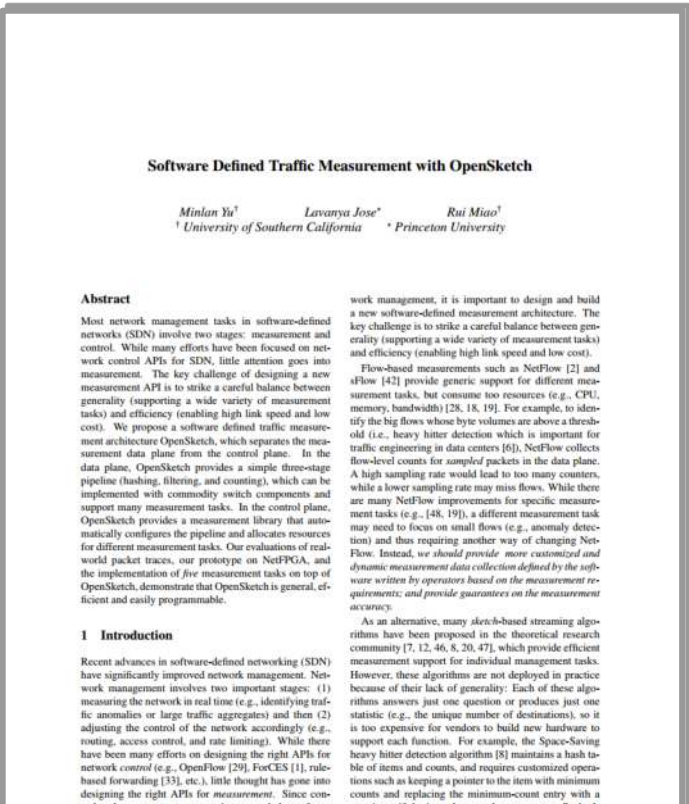 Software Defined Traffic Measurement with OpenSketch
Minlan Yu† Lavanya Jose* Rui Miao†
† University of Southern California * Princeton University
Abstract
Most network management tasks in software-defined
networks (SDN) involve two stages: measurement and
control. While many efforts have been focused on net-
work control APIs for SDN, little attention goes into
measurement. The key challenge of designing a new
measurement API is to strike a careful balance between
generality (supporting a wide variety of measurement
tasks) and efficiency (enabling high link speed and low
cost). We propose a software defined traffic measure-
ment architecture OpenSketch, which separates the mea-
surement data plane from the control plane. In the
data plane, OpenSketch provides a simple three-stage
pipeline (hashing, filtering, and counting), which can be
implemented with commodity switch components and
support many measurement tasks. In the control plane,
OpenSketch provides a measurement library that auto-
matically configures the pipeline and allocates resources
for different measurement tasks. Our evaluations of real-
world packet traces, our prototype on NetFPGA, and
the implementation of five measurement tasks on top of
OpenSketch, demonstrate that OpenSketch is general, ef-
ficient and easily programmable.
1 Introduction
Recent advances in software-defined networking (SDN)
have significantly improved network management. Net-
work management involves two important stages: (1)
measuring the network in real time (e.g., identifying traf-
fic anomalies or large traffic aggregates) and then (2)
adjusting the control of the network accordingly (e.g.,
routing, access control, and rate limiting). While there
have been many efforts on designing the right APIs for
network control (e.g., OpenFlow [29], ForCES [1], rule-
based forwarding [33], etc.), little thought has gone into
designing the right APIs for measurement. Since con-
work management, it is important to design and build
a new software-defined measurement architecture. The
key challenge is to strike a careful balance between gen-
erality (supporting a wide variety of measurement tasks)
and efficiency (enabling high link speed and low cost).
Flow-based measurements such as NetFlow [2] and
sFlow [42] provide generic support for different mea-
surement tasks, but consume too resources (e.g., CPU,
memory, bandwidth) [28, 18, 19]. For example, to iden-
tify the big flows whose byte volumes are above a thresh-
old (i.e., heavy hitter detection which is important for
traffic engineering in data centers [6]), NetFlow collects
flow-level counts for sampled packets in the data plane.
A high sampling rate would lead to too many counters,
while a lower sampling rate may miss flows. While there
are many NetFlow improvements for specific measure-
ment tasks (e.g., [48, 19]), a different measurement task
may need to focus on small flows (e.g., anomaly detec-
tion) and thus requiring another way of changing Net-
Flow. Instead, we should provide more customized and
dynamic measurement data collection defined by the soft-
ware written by operators based on the measurement re-
quirements; and provide guarantees on the measurement
accuracy.
As an alternative, many sketch-based streaming algo-
rithms have been proposed in the theoretical research
community [7, 12, 46, 8, 20, 47], which provide efficient
measurement support for individual management tasks.
However, these algorithms are not deployed in practice
because of their lack of generality: Each of these algo-
rithms answers just one question or produces just one
statistic (e.g., the unique number of destinations), so it
is too expensive for vendors to build new hardware to
support each function. For example, the Space-Saving
heavy hitter detection algorithm [8] maintains a hash ta-
ble of items and counts, and requires customized opera-
tions such as keeping a pointer to the item with minimum
counts and replacing the minimum-count entry with a